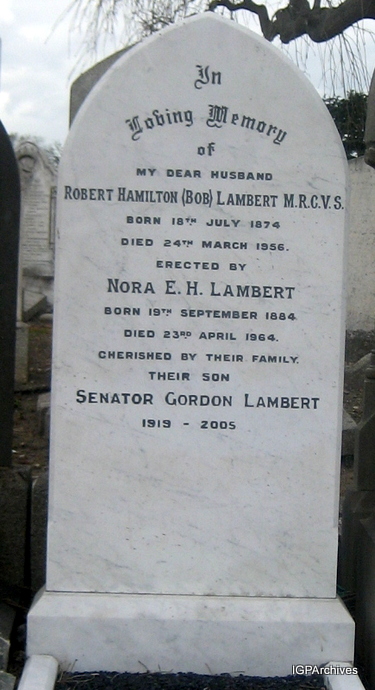 In
Loving Memory
of
MY DEAR HUSBAND
ROBERT HAMILTON (BOB) LAMBERT M.R.C.V.S.
BORN 18TH JULY 1874
DIED 24TH MARCH 1956.
ERECTED BY
NORA E. H. LAMBERT
BORN 19TH SEPTEMBER 1884
DIED 23RD APRIL 1964.
CHERISHED BY THEIR FAMILY.
THEIR SON
SENATOR GORDON LAMBERT
1919 - 2005
IGPArchives